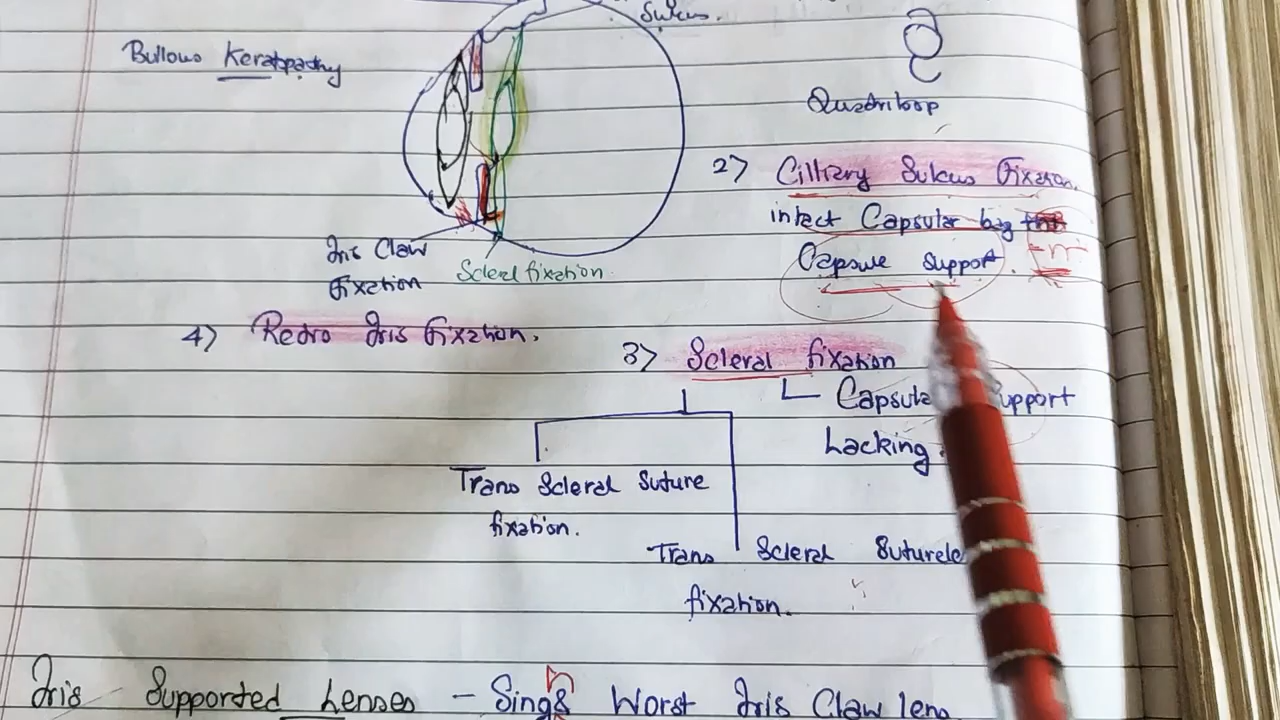 Sulcus.
Bullous Keratopathy
Quadriloop
2) Cilliary Sulcus Fixation.
intact Capsular bag
Capsule Support.
Iris Claw
fixation
Scleral fixation
4) Retro Iris Fixation.
3) Scleral fixation
Capsular Support
Lacking.
Trans Scleral Suture
fixation.
Trans Scleral Suturele
fixation.
Iris Supported Lenses - Singh Worst Iris Claw lens